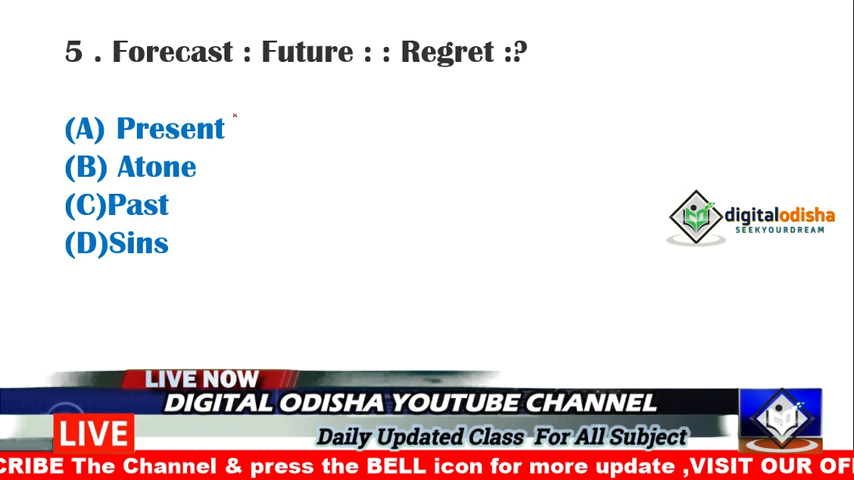 5 . Forecast : Future : : Regret :?
(A) Present
(B) Atone
(C)Past
(D)Sins
digitalodisha
SEEKYOURDREAM
LIVE NOW
DIGITAL ODISHA YOUTUBE CHANNEL
LIVE
Daily Updated Class For All Subject
CRIBE The Channel & press the BELL icon for more update ,VISIT OUR OF